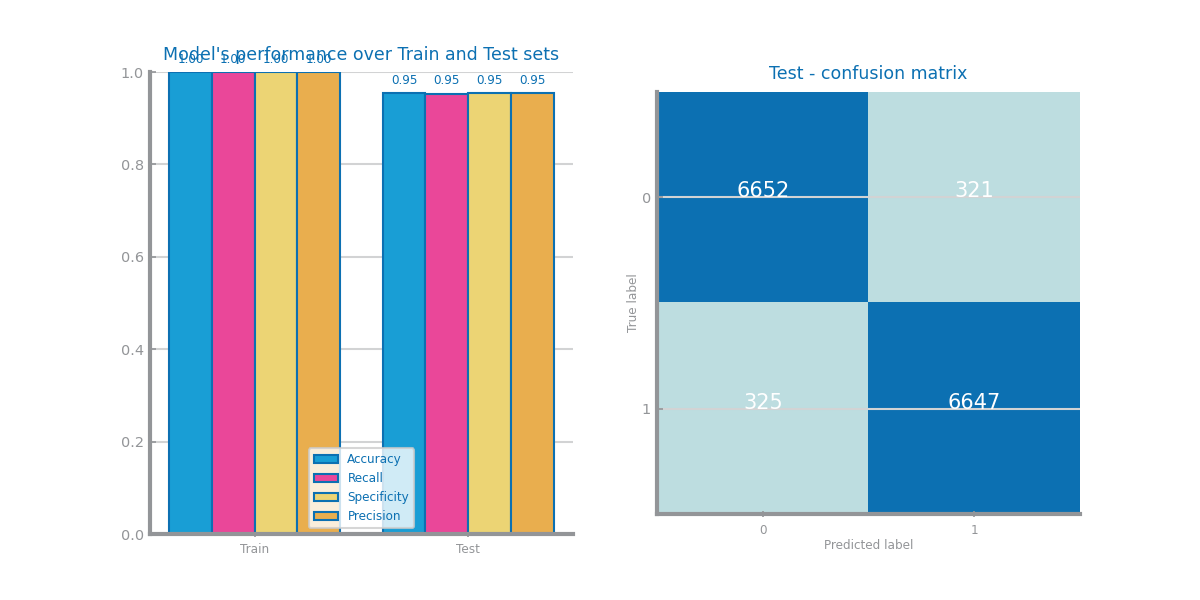 Model's performance over Train and Test sets
1.00 1.00 1.00 1.00
0.95 0.95 0.95 0.95
1.0
0.8
0.6
0.4
0.2
0.0
Accuracy
Recall
Specificity
Precision
Train Test
Test - confusion matrix
True label
0
1
6652 321
325 6647
0 1
Predicted label